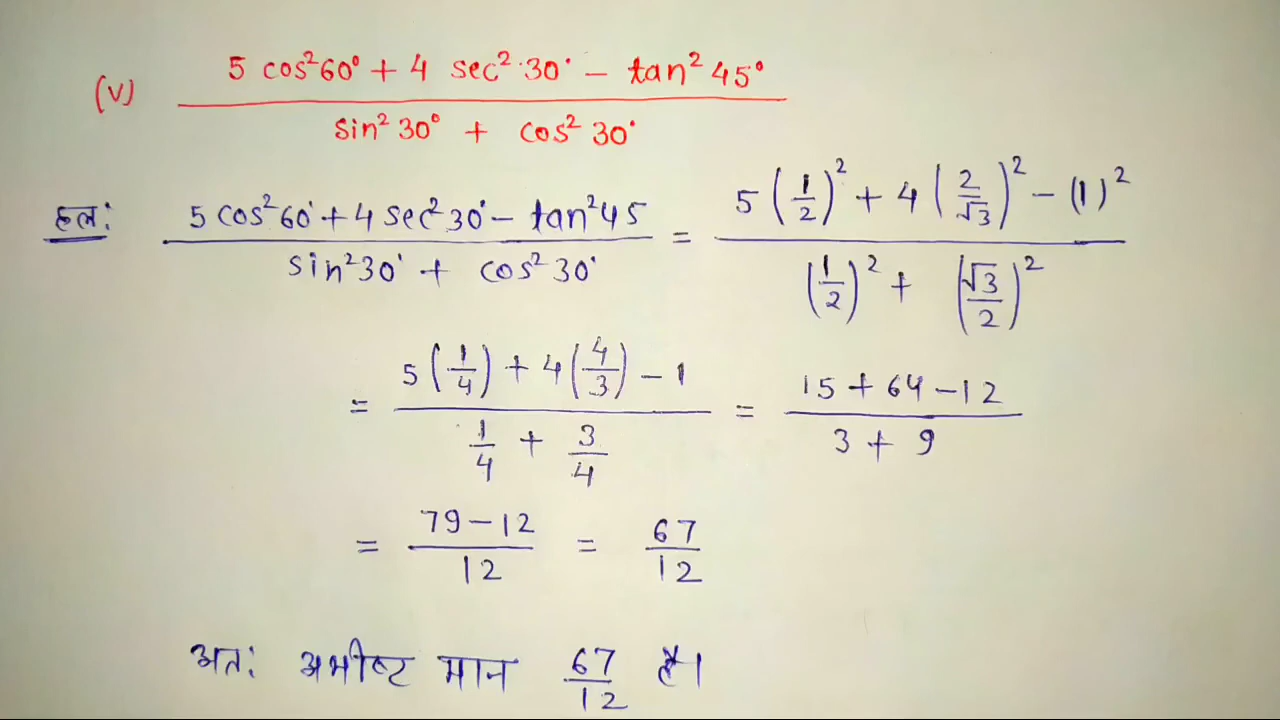 (v) (5 cos²60° + 4 sec²·30° − tan²45°) / (sin²30° + cos²30°)
हल: (5 cos²60° + 4 sec²30° − tan²45) / (sin²30° + cos²30°) = (5(1/2)² + 4(2/√3)² − (1)²) / ((1/2)² + (√3/2)²)
= (5(1/4) + 4(4/3) − 1) / (1/4 + 3/4) = (15 + 64 − 12) / (3 + 9)
= (79 − 12) / 12 = 67/12
अत: अभीष्ट मान 67/12 है।